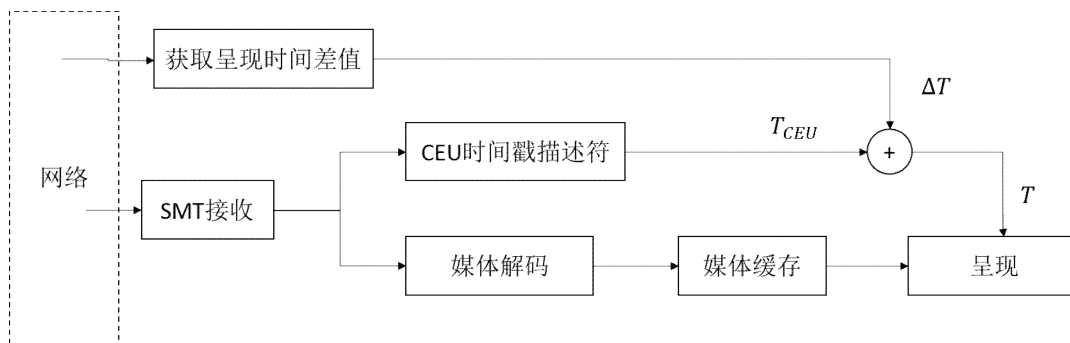 获取呈现时间差值
ΔT
T_CEU
CEU时间戳描述符
+
网络
SMT接收
T
媒体解码
媒体缓存
呈现